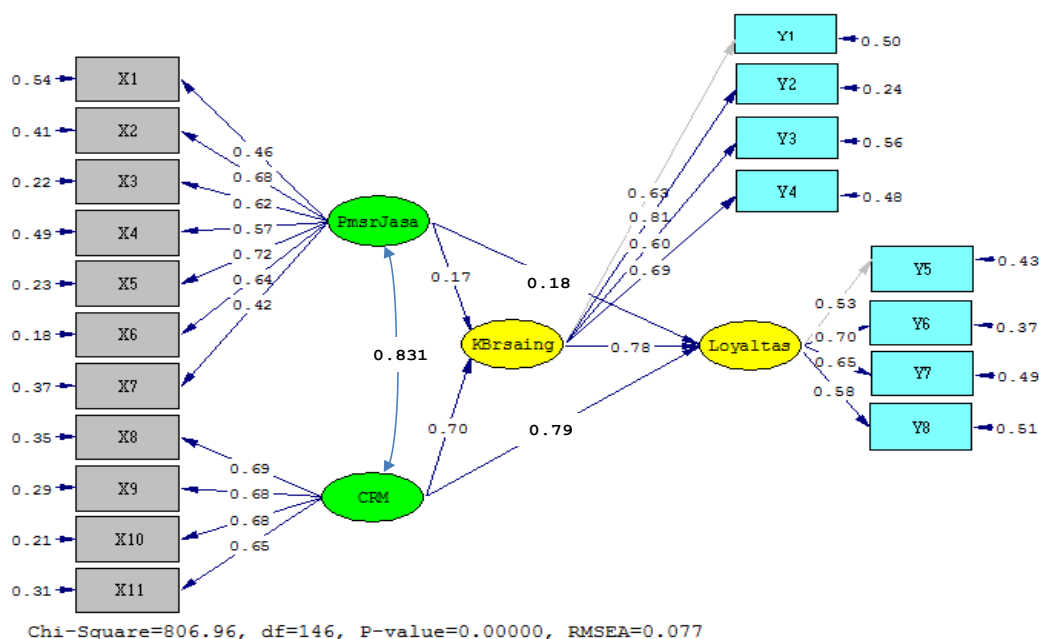 0.54 X1
0.41 X2
0.22 X3
0.49 X4
0.23 X5
0.18 X6
0.37 X7
0.35 X8
0.29 X9
0.21 X10
0.31 X11
0.46
0.68
0.62
0.57
0.72
0.64
0.42
0.69
0.68
0.68
0.65
PmsrJasa
0.831
CRM
0.17
0.18
0.70
0.79
KBrsaing
0.78
Loyaltas
0.63
0.81
0.60
0.69
Y1 0.50
Y2 0.24
Y3 0.56
Y4 0.48
0.53
0.70
0.65
0.58
Y5 0.43
Y6 0.37
Y7 0.49
Y8 0.51
Chi-Square=806.96, df=146, P-value=0.00000, RMSEA=0.077